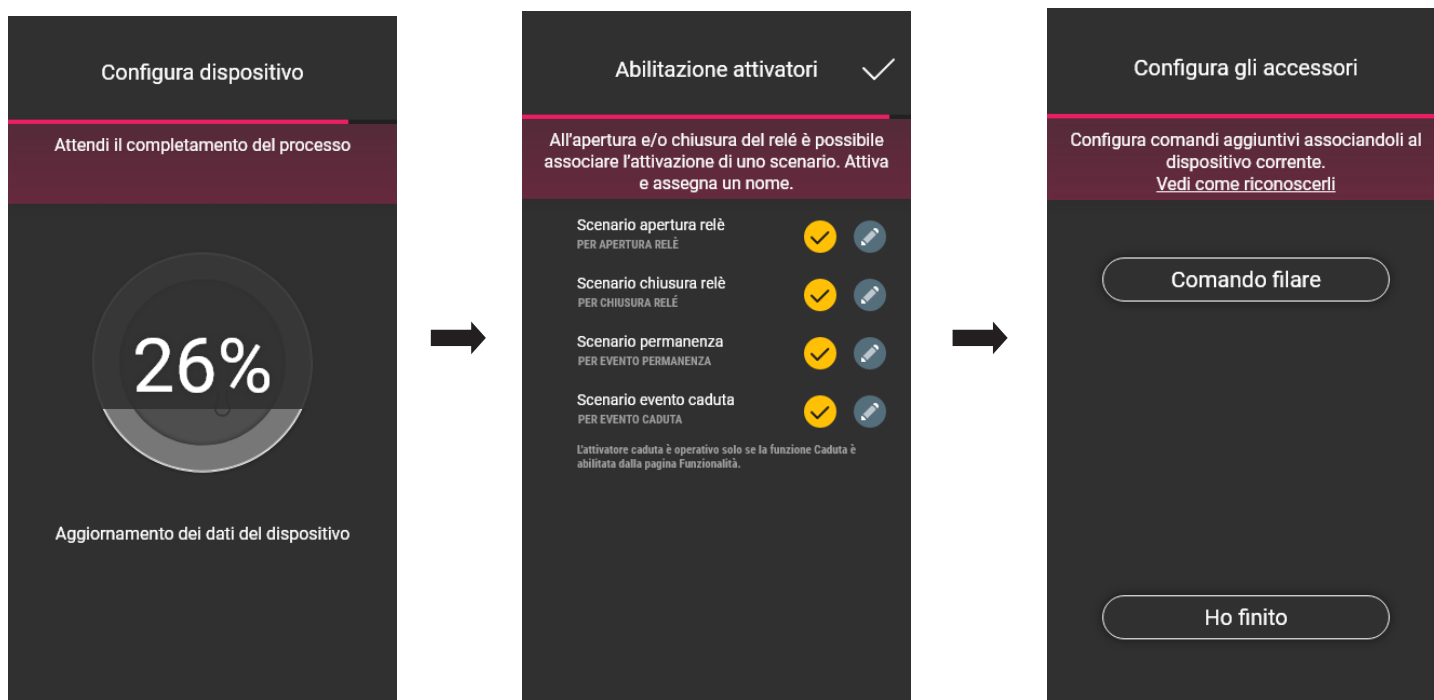 Configura dispositivo
Attendi il completamento del processo
26%
Aggiornamento dei dati del dispositivo
Abilitazione attivatori
All'apertura e/o chiusura del relé è possibile
associare l'attivazione di uno scenario. Attiva
e assegna un nome.
Scenario apertura relè
PER APERTURA RELÈ
Scenario chiusura relè
PER CHIUSURA RELÉ
Scenario permanenza
PER EVENTO PERMANENZA
Scenario evento caduta
PER EVENTO CADUTA
L'attivatore caduta è operativo solo se la funzione Caduta è
abilitata dalla pagina Funzionalità.
Configura gli accessori
Configura comandi aggiuntivi associandoli al
dispositivo corrente.
Vedi come riconoscerli
Comando filare
Ho finito